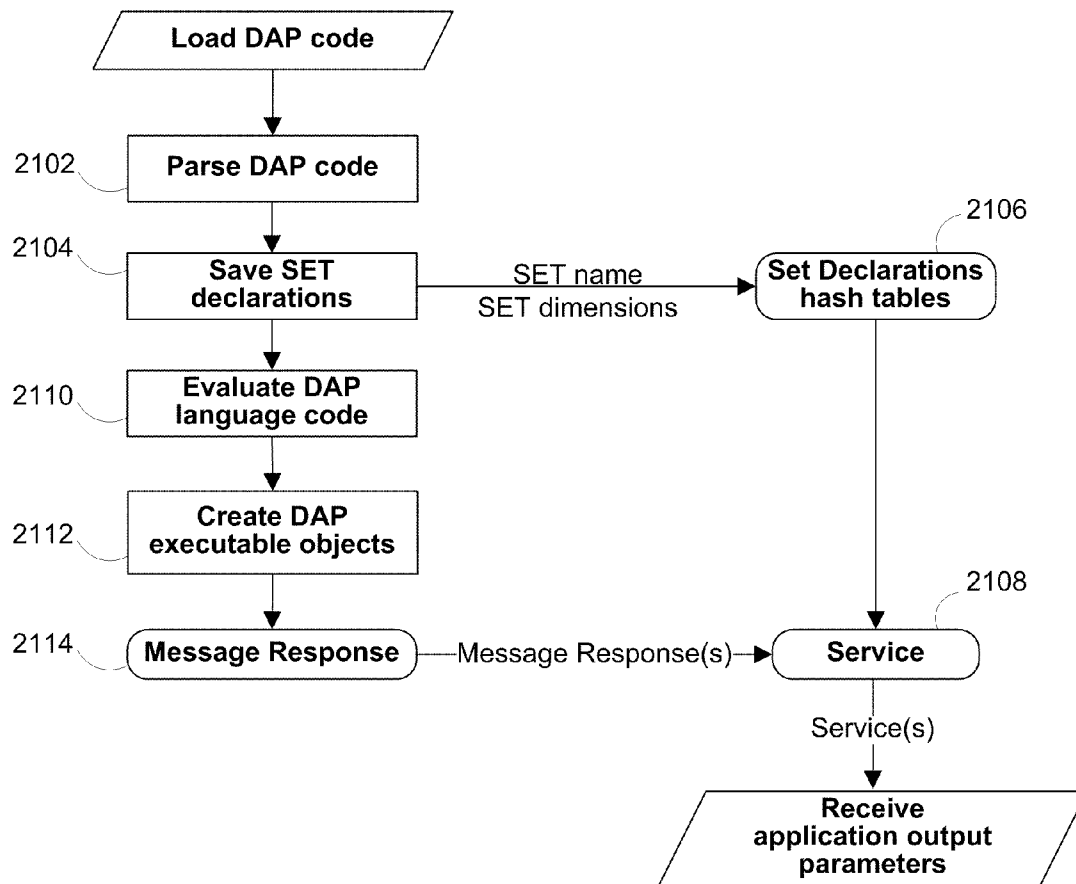 Load DAP code
2102
Parse DAP code
2104
Save SET
declarations
SET name
SET dimensions
2106
Set Declarations
hash tables
2110
Evaluate DAP
language code
2112
Create DAP
executable objects
2114
Message Response
Message Response(s)
2108
Service
Service(s)
Receive
application output
parameters